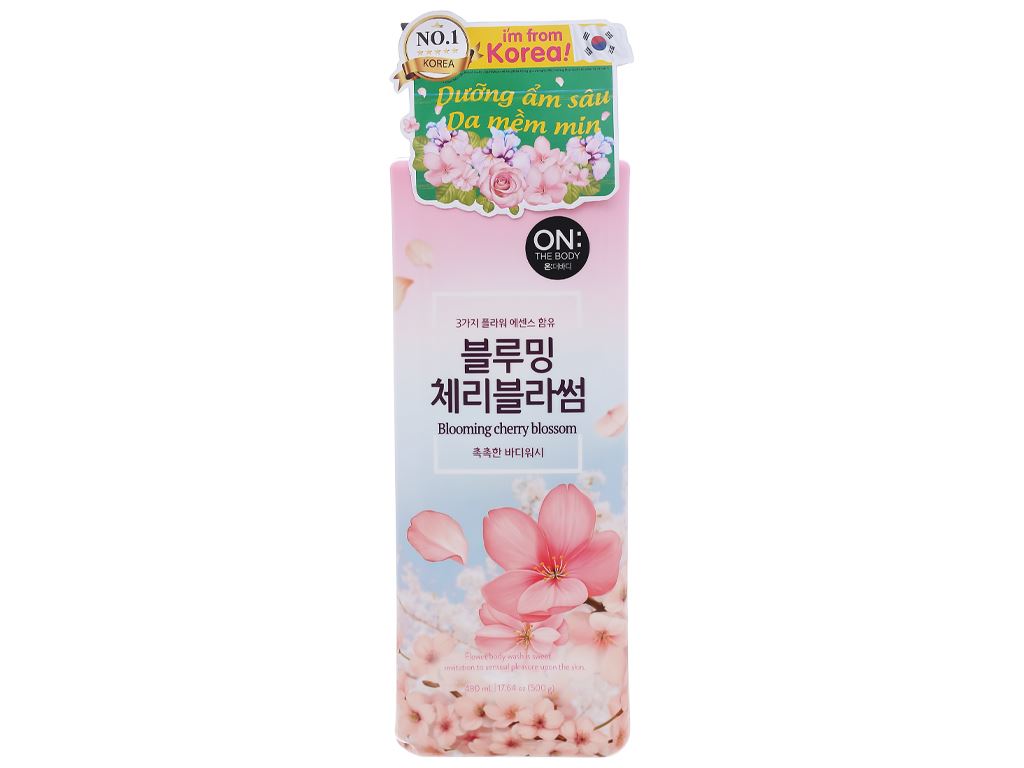 NO.1
KOREA
i'm from
Korea!
Dưỡng ẩm sâu
Da mềm mịn
ON:
THE BODY
온:더바디
3가지 플라워 에센스 함유
블루밍
체리블라썸
Blooming cherry blossom
촉촉한 바디워시
Flower body wash is sweet
invitation to sensual pleasure upon the skin.
480 mL | 17.64 oz (500 g)